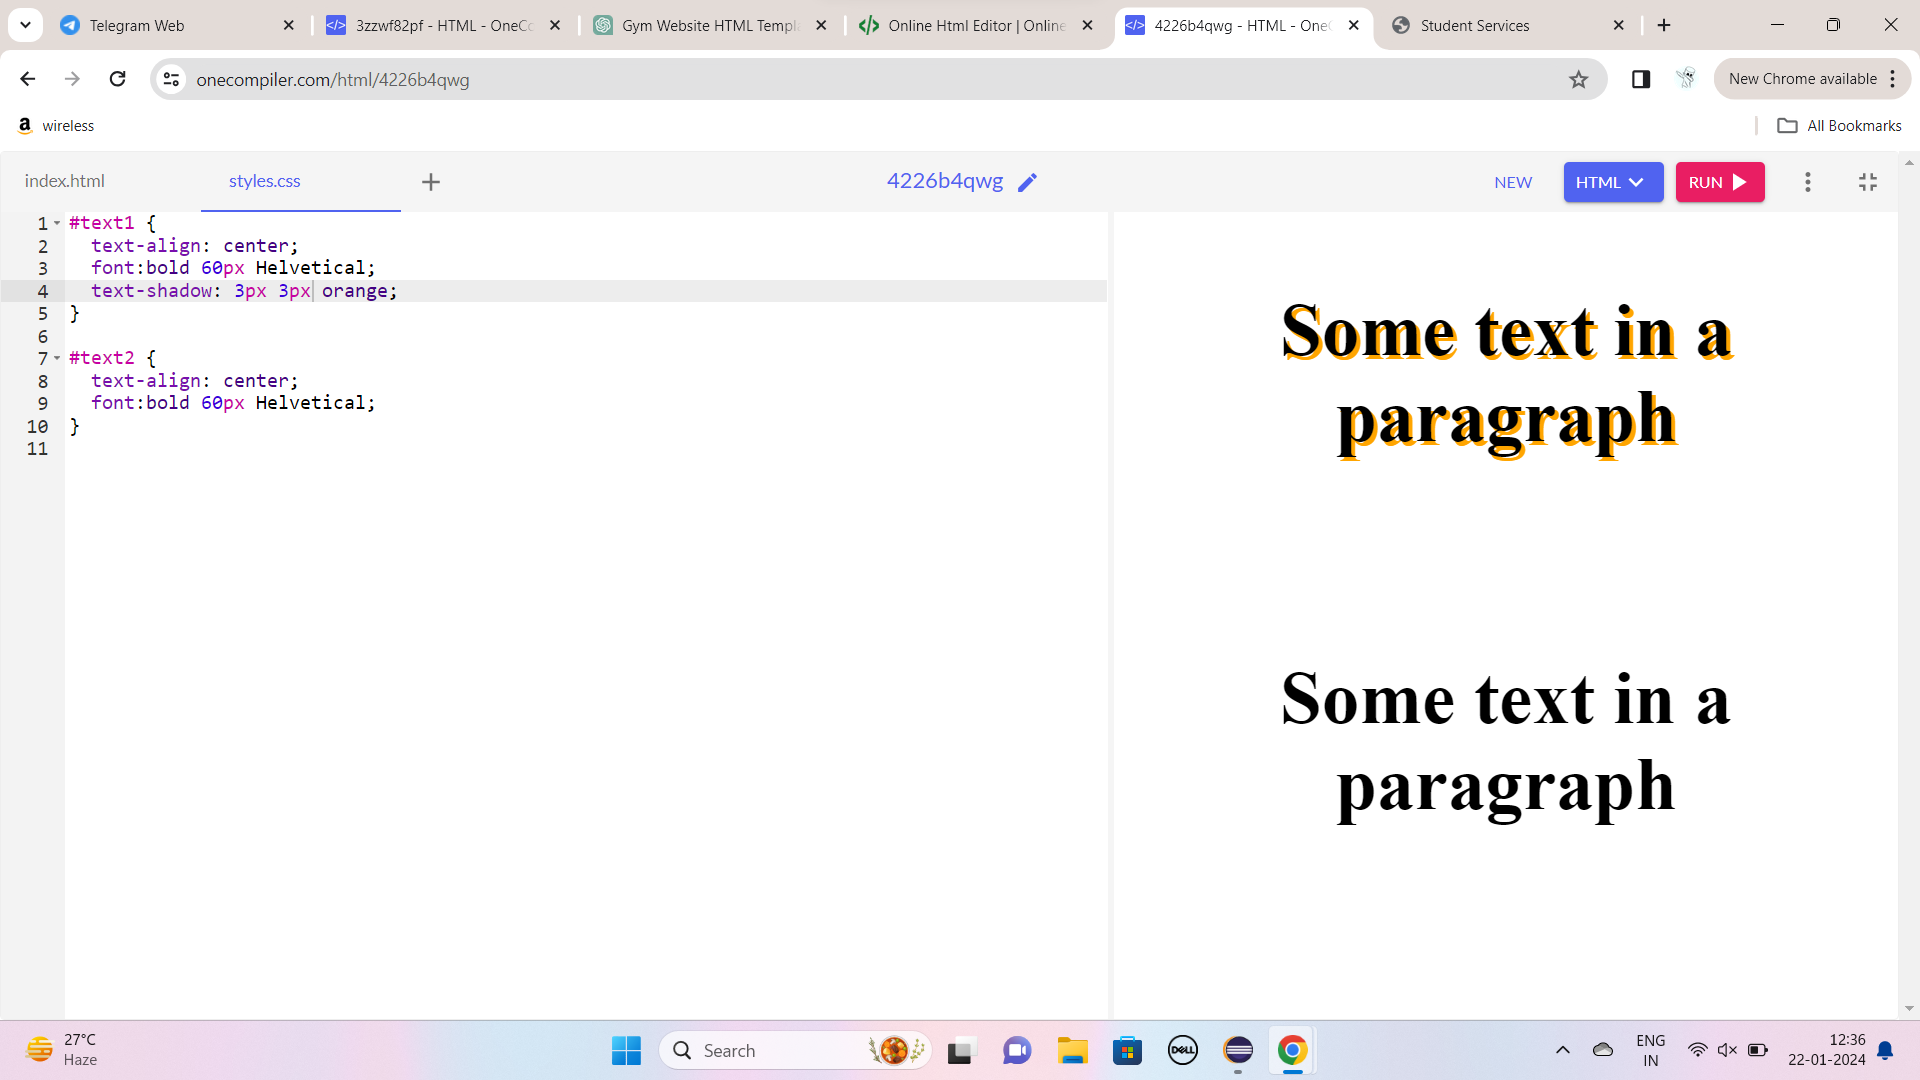 Telegram Web
3zzwf82pf - HTML - OneCo
Gym Website HTML Templ
Online Html Editor | Online
4226b4qwg - HTML - One
Student Services
onecompiler.com/html/4226b4qwg
New Chrome available
a wireless
All Bookmarks
index.html
styles.css
4226b4qwg
NEW
HTML
RUN
1 #text1 {
2 text-align: center;
3 font:bold 60px Helvetical;
4 text-shadow: 3px 3px orange;
5 }
6
7 #text2 {
8 text-align: center;
9 font:bold 60px Helvetical;
10 }
11
Some text in a
paragraph
Some text in a
paragraph
27°C
Haze
Search
DELL
ENG
IN
12:36
22-01-2024